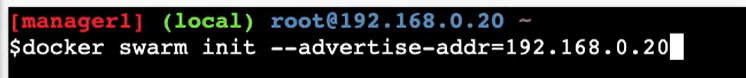 [manager1] (local) root@192.168.0.20 ~
$docker swarm init --advertise-addr=192.168.0.20